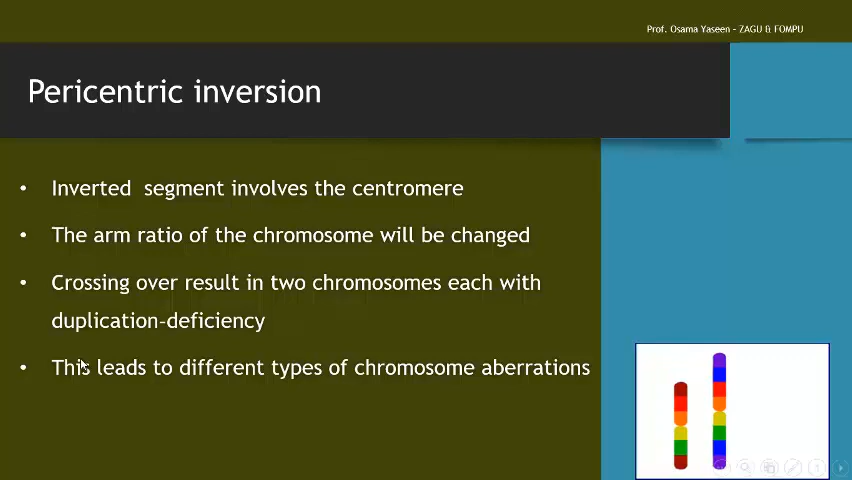 Prof. Osama Yaseen - ZAGU & FOMPU
Pericentric inversion
• Inverted segment involves the centromere
• The arm ratio of the chromosome will be changed
• Crossing over result in two chromosomes each with
duplication-deficiency
• This leads to different types of chromosome aberrations